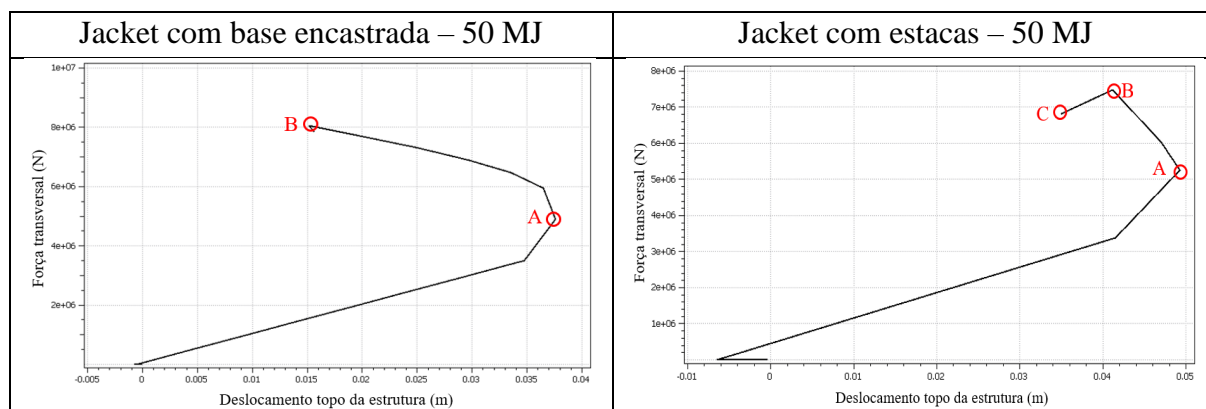 Jacket com base encastrada – 50 MJ
Jacket com estacas – 50 MJ
1e+07
8e+06
6e+06
4e+06
2e+06
-0.005
0
0.005
0.01
0.015
0.02
0.025
0.03
0.035
0.04
Força transversal (N)
Deslocamento topo da estrutura (m)
B
A
8e+06
7e+06
6e+06
5e+06
4e+06
3e+06
2e+06
1e+06
-0.01
0
0.01
0.02
0.03
0.04
0.05
Força transversal (N)
Deslocamento topo da estrutura (m)
C
B
A